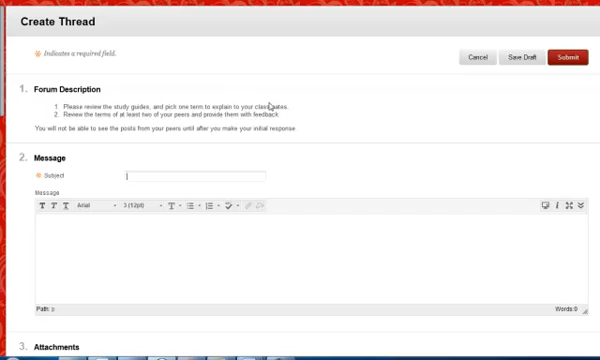 Create Thread
Indicates a required field.
Cancel
Save Draft
Submit
1. Forum Description
1. Please review the study guides, and pick one term to explain to your classmates.
2. Review the terms of at least two of your peers and provide them with feedback.
You will not be able to see the posts from your peers until after you make your initial response.
2. Message
Subject
Message
T T T Arial 3 (12pt) T
Path: p
Words:0
3. Attachments